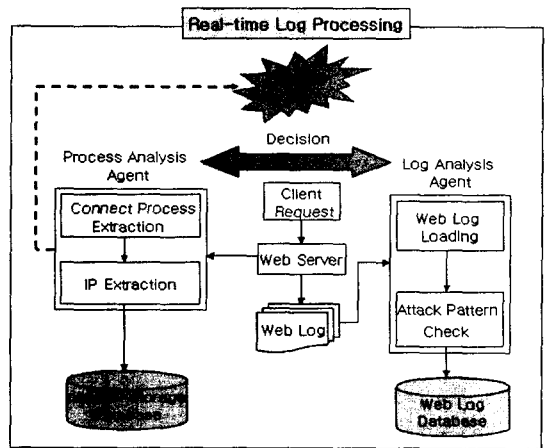 Real-time Log Processing
Decision
Process Analysis
Agent
Log Analysis
Agent
Client
Request
Connect Process
Extraction
Web Log
Loading
Web Server
IP Extraction
Web Log
Attack Pattern
Check
Web Log
Database